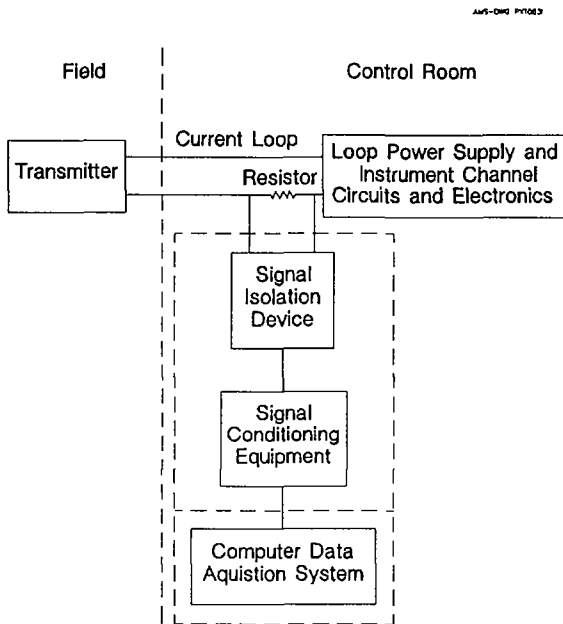 Field
Control Room
Current Loop
Transmitter
Resistor
Loop Power Supply and
Instrument Channel
Circuits and Electronics
Signal
Isolation
Device
Signal
Conditioning
Equipment
Computer Data
Aquistion System